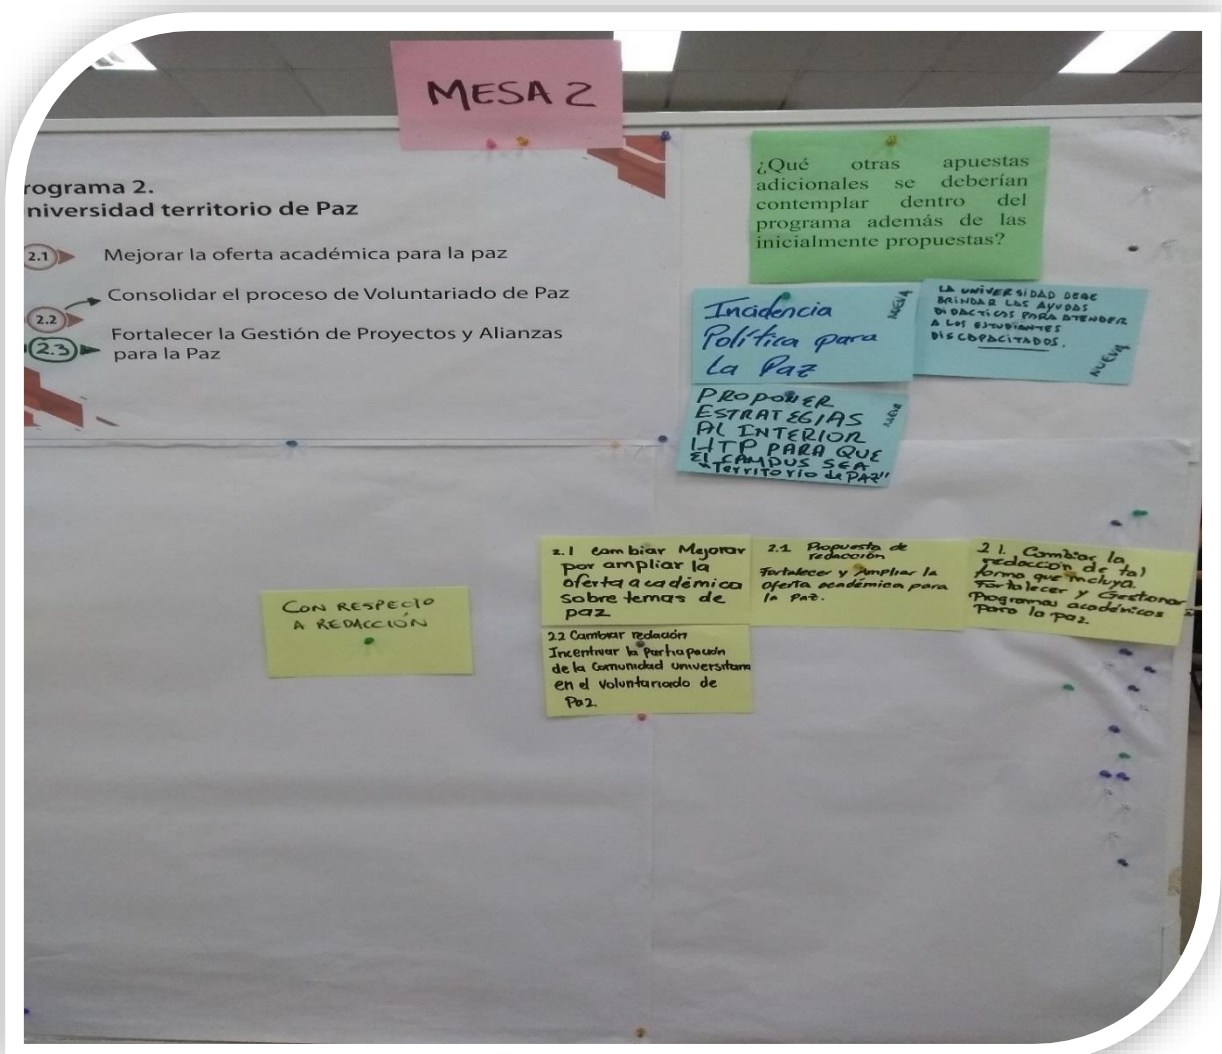 MESA 2
rograma 2.
niversidad territorio de Paz
2.1 Mejorar la oferta académica para la paz
2.2 Consolidar el proceso de Voluntariado de Paz
2.3 Fortalecer la Gestión de Proyectos y Alianzas
para la Paz
¿Qué otras apuestas
adicionales se deberían
contemplar dentro del
programa además de las
inicialmente propuestas?
Incidencia
Política para
La Paz
NUEVA
LA UNIVERSIDAD DEBE
BRINDAR LAS AYUDAS
DIDACTICAS PARA ATENDER
A LOS ESTUDIANTES
DISCAPACITADOS.
NUEVA
PROPONER
ESTRATEGIAS
AL INTERIOR
UTP PARA QUE
EL CAMPUS SEA
"Territorio de PAZ"
NUEVA
CON RESPECTO
A REDACCIÓN
2.1 cambiar Mejorar
por ampliar la
oferta académica
sobre temas de
paz
2.1 Propuesta de
redacción
Fortalecer y Ampliar la
oferta académica para
la Paz.
2.1. Cambiar la
redacción de tal
forma que incluya.
Fortalecer y Gestionar
Programas académicos
para la paz
2.2 Cambiar redacción
Incentivar la Participación
de la Comunidad universitaria
en el voluntariado de
Paz.